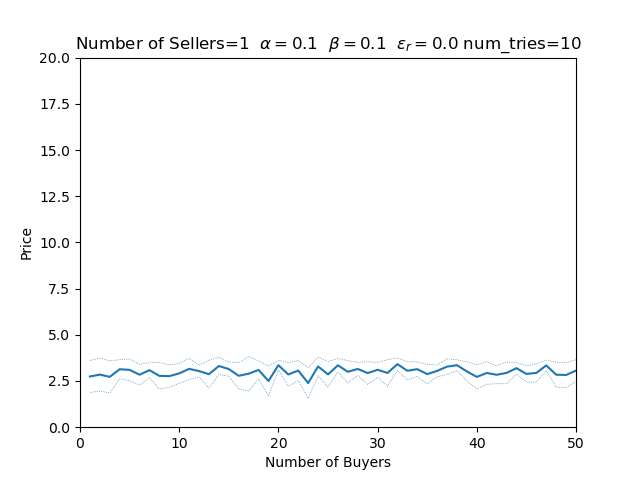 Number of Sellers=1 α = 0.1 β = 0.1 εᵣ = 0.0 num_tries=10
20.0
17.5
15.0
12.5
10.0
7.5
5.0
2.5
0.0
Price
0 10 20 30 40 50
Number of Buyers